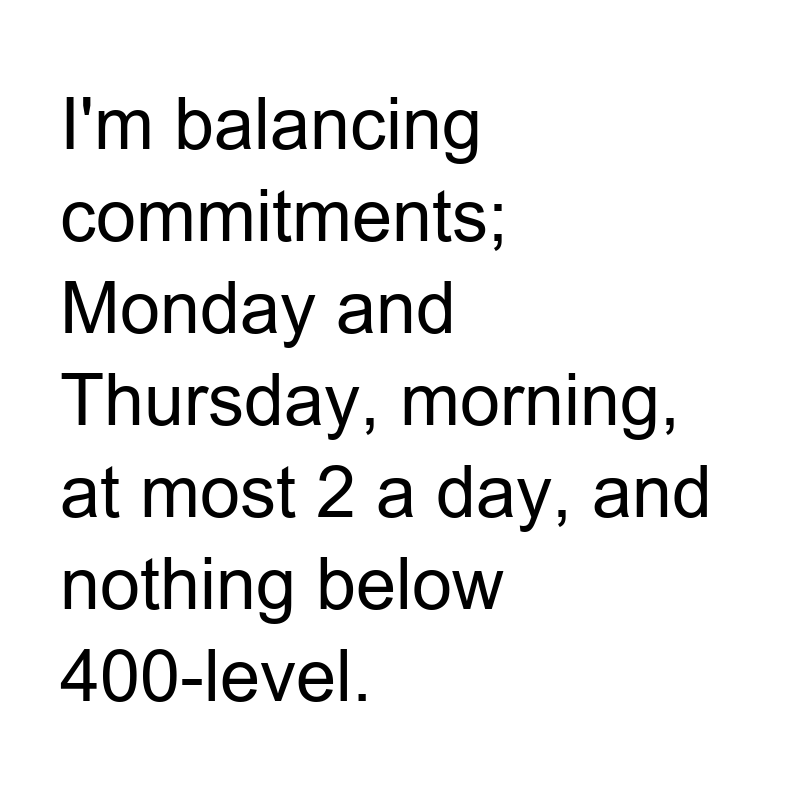 I'm balancing
commitments;
Monday and
Thursday, morning,
at most 2 a day, and
nothing below
400-level.